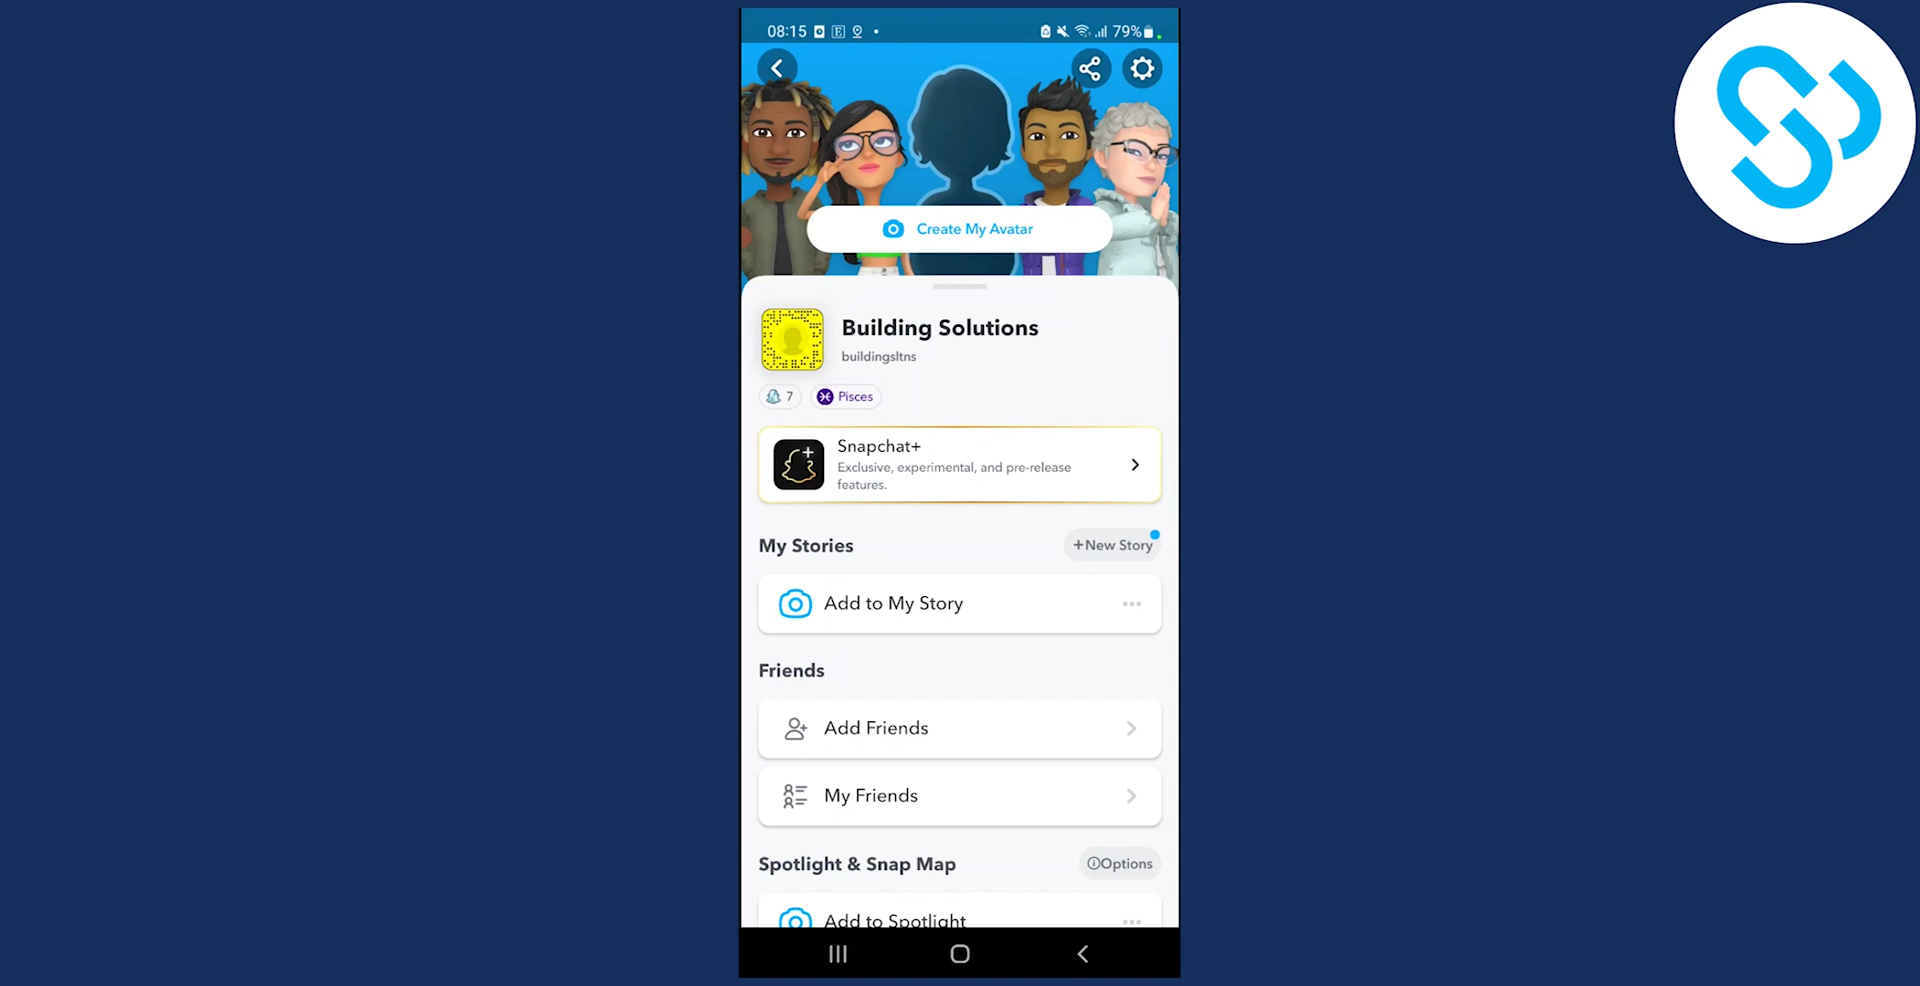 08:15
79%
Create My Avatar
Building Solutions
buildingsltns
7
Pisces
Snapchat+
Exclusive, experimental, and pre-release
features.
My Stories
+New Story
Add to My Story
Friends
Add Friends
My Friends
Spotlight & Snap Map
Options
Add to Spotlight